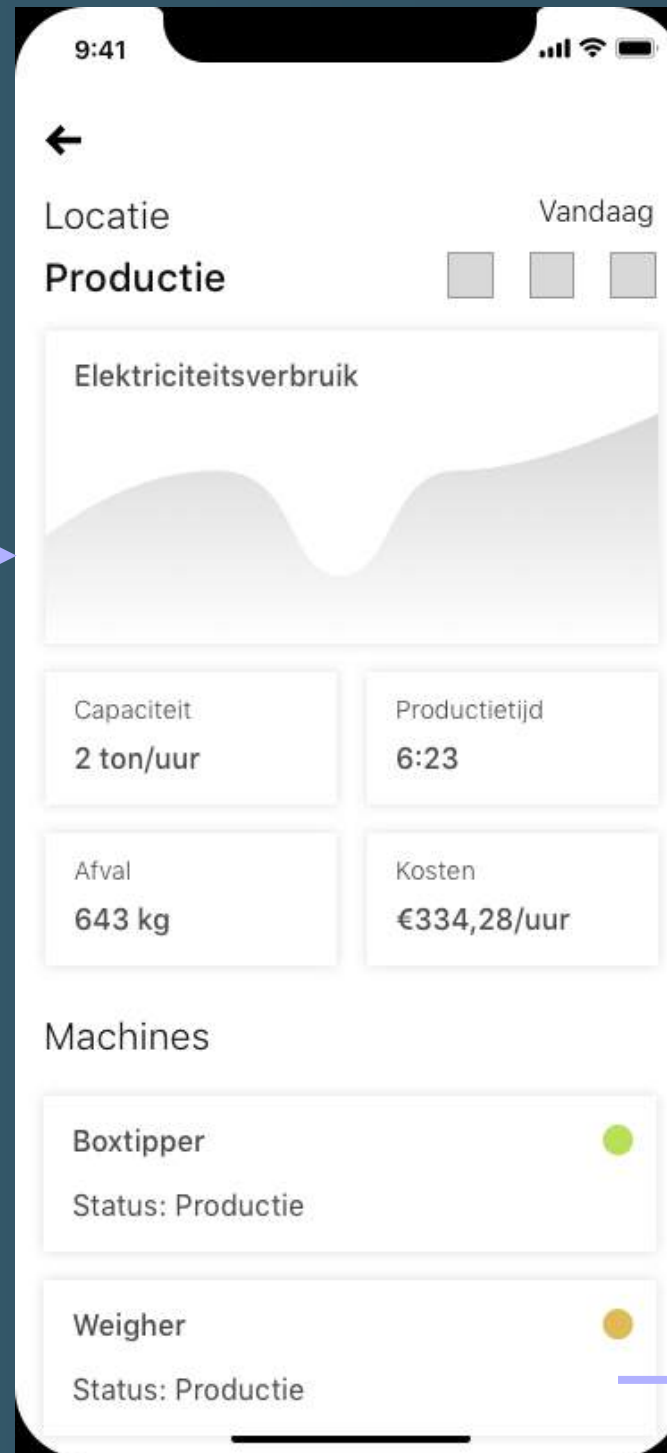 9:41
Locatie
Vandaag
Productie
Elektriciteitsverbruik
Capaciteit
2 ton/uur
Productietijd
6:23
Afval
643 kg
Kosten
€334,28/uur
Machines
Boxtipper
Status: Productie
Weigher
Status: Productie